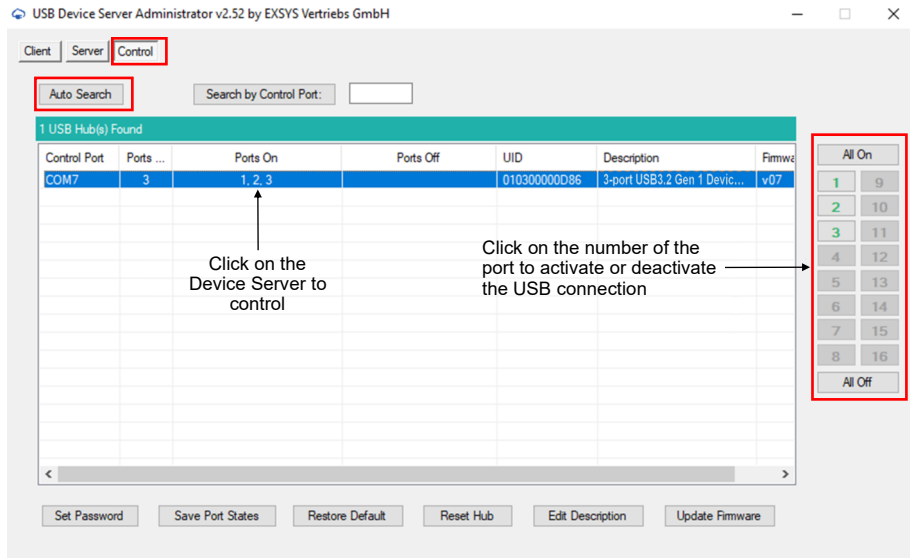 USB Device Server Administrator v2.52 by EXSYS Vertriebs GmbH
Client Server Control
Auto Search Search by Control Port:
1 USB Hub(s) Found
Control Port Ports ... Ports On Ports Off UID Description Firmwa
COM7 3 1, 2, 3 010300000D86 3-port USB3.2 Gen 1 Devic... v07
Click on the
Device Server to
control
Click on the number of the
port to activate or deactivate
the USB connection
All On
1 9
2 10
3 11
4 12
5 13
6 14
7 15
8 16
All Off
Set Password Save Port States Restore Default Reset Hub Edit Description Update Firmware